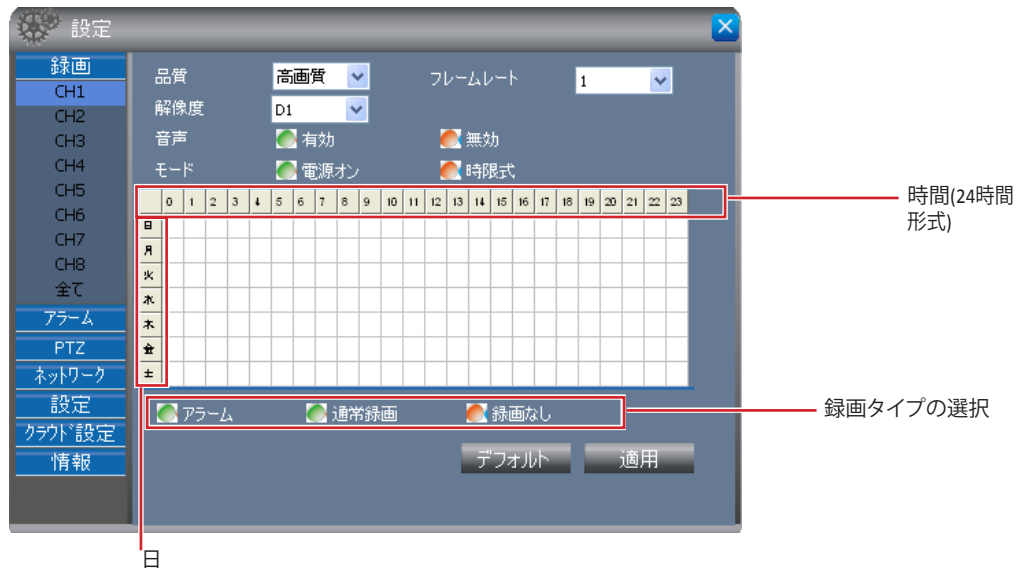 設定
録画
CH1
CH2
CH3
CH4
CH5
CH6
CH7
CH8
全て
アラーム
PTZ
ネットワーク
設定
クラウド設定
情報
品質 高画質 フレームレート 1
解像度 D1
音声 有効 無効
モード 電源オン 時限式
0 1 2 3 4 5 6 7 8 9 10 11 12 13 14 15 16 17 18 19 20 21 22 23
日
月
火
水
木
金
土
アラーム 通常録画 録画なし
デフォルト 適用
時間(24時間
形式)
録画タイプの選択
日